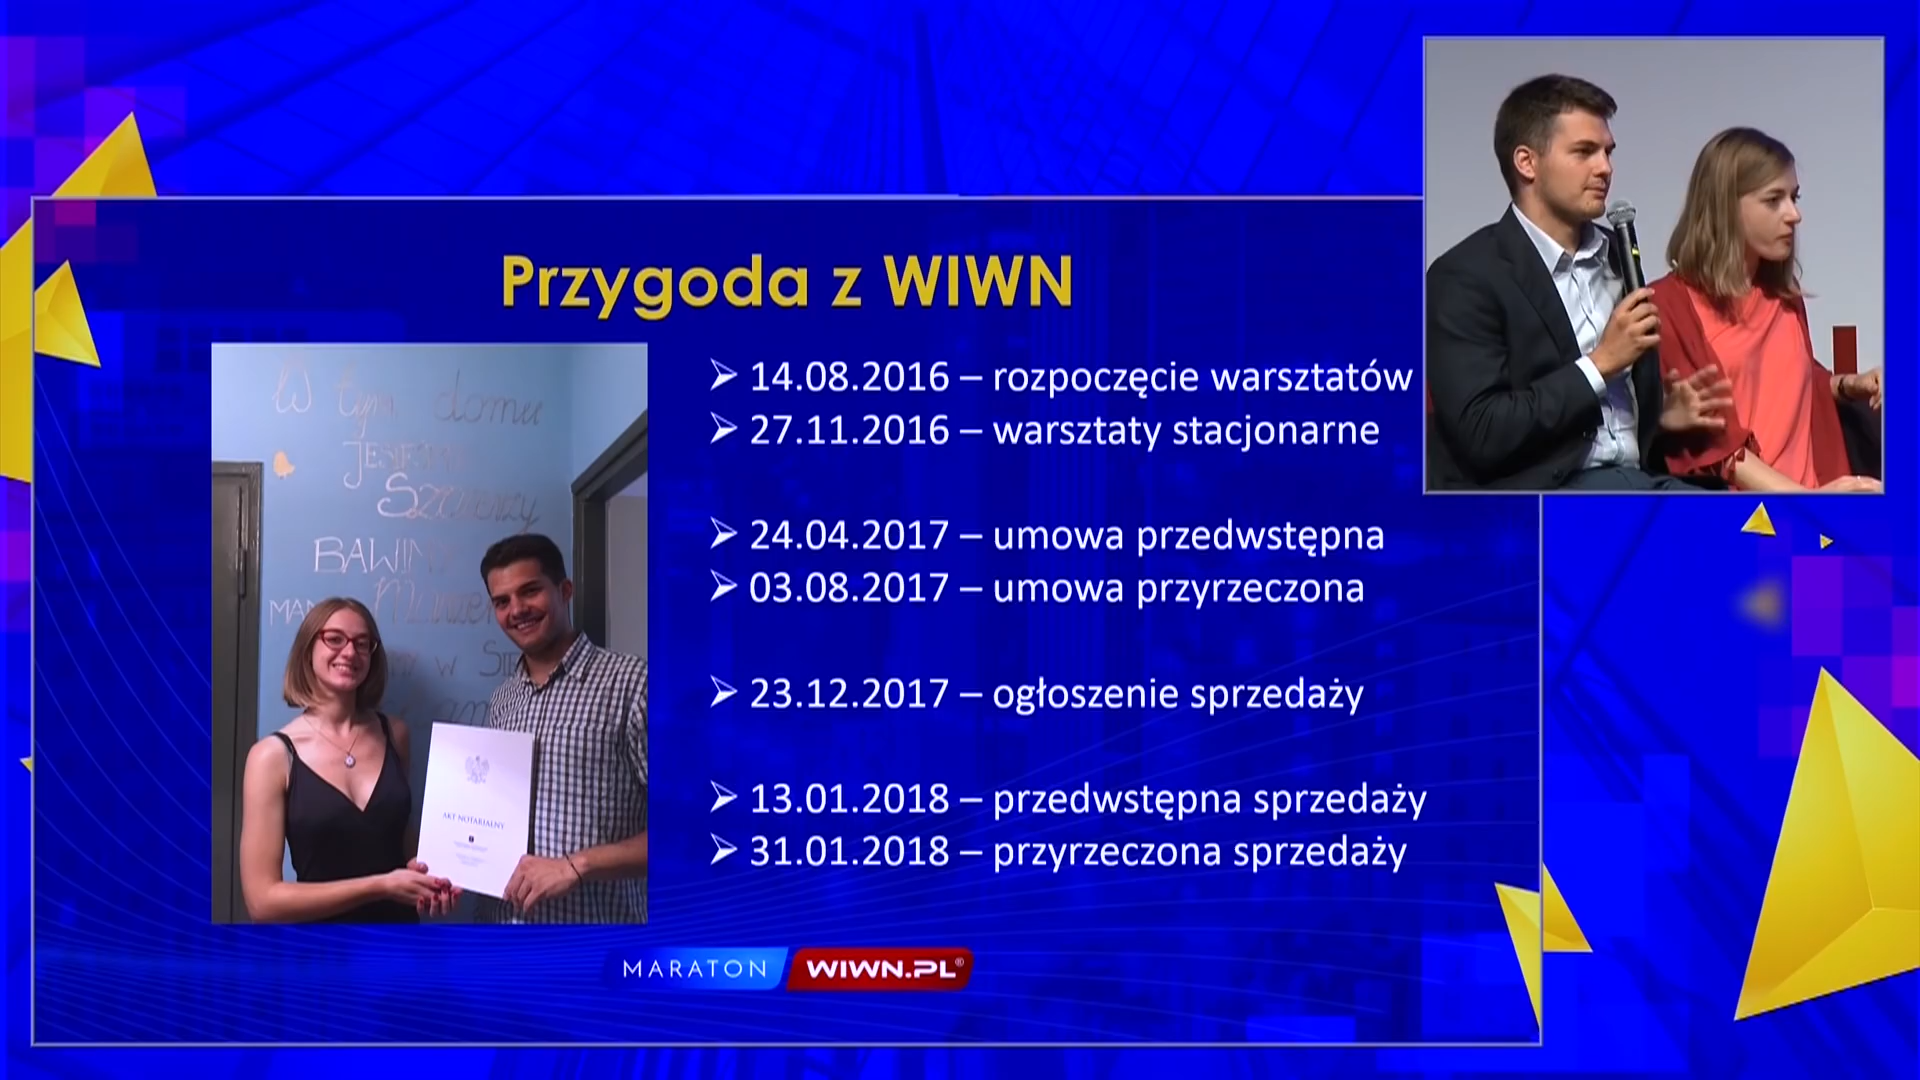 Przygoda z WIWN
➢ 14.08.2016 – rozpoczęcie warsztatów
➢ 27.11.2016 – warsztaty stacjonarne
➢ 24.04.2017 – umowa przedwstępna
➢ 03.08.2017 – umowa przyrzeczona
➢ 23.12.2017 – ogłoszenie sprzedaży
➢ 13.01.2018 – przedwstępna sprzedaży
➢ 31.01.2018 – przyrzeczona sprzedaży
W tym domu
AKT NOTARIALNY
MARATON WIWN.PL®